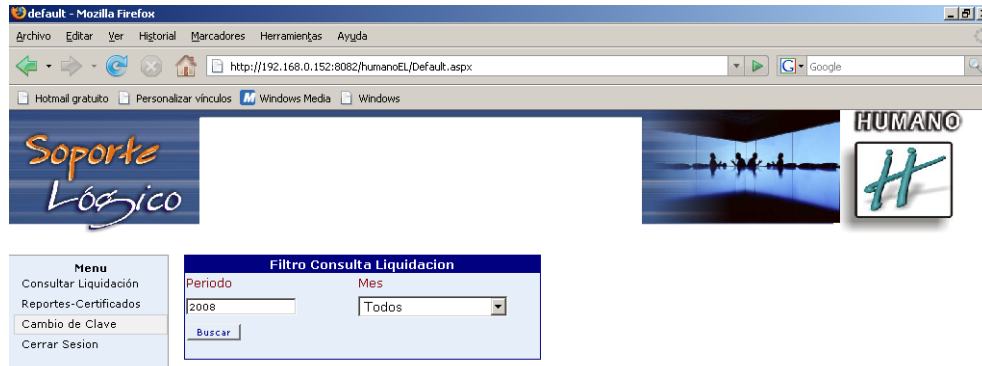 default - Mozilla Firefox
Archivo Editar Ver Historial Marcadores Herramientas Ayuda
http://192.168.0.152:8082/humanoEL/Default.aspx
G Google
Hotmail gratuito Personalizar vínculos Windows Media Windows
Soporte
Lógico
HUMANO
H
Menu
Consultar Liquidación
Reportes-Certificados
Cambio de Clave
Cerrar Sesion
Filtro Consulta Liquidacion
Periodo Mes
2008 Todos
Buscar